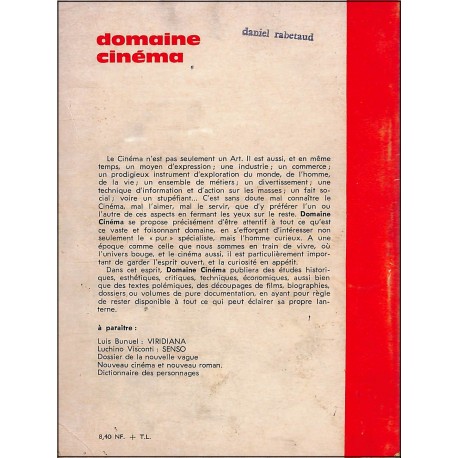 domaine
cinéma
daniel rabetaud
Le Cinéma n'est pas seulement un Art. Il est aussi, et en même
temps, un moyen d'expression ; une industrie ; un commerce ;
un prodigieux instrument d'exploration du monde, de l'homme,
de la vie ; un ensemble de métiers ; un divertissement ; une
technique d'information et d'action sur les masses ; un fait so-
cial ; voire un stupéfiant... C'est sans doute mal connaître le
Cinéma, mal l'aimer, mal le servir, que d'y préférer l'un ou
l'autre de ces aspects en fermant les yeux sur le reste. Domaine
Cinéma se propose précisément d'être attentif à tout ce qu'est
ce vaste et foisonnant domaine, en s'efforçant d'intéresser non
seulement le « pur » spécialiste, mais l'homme curieux. A une
époque comme celle que nous sommes en train de vivre, où
l'univers bouge, et le cinéma aussi, il est particulièrement impor-
tant de garder l'esprit ouvert, et la curiosité en appétit.
Dans cet esprit, Domaine Cinéma publiera des études histori-
ques, esthétiques, critiques, techniques, économiques, aussi bien
que des textes polémiques, des découpages de films, biographies,
dossiers ou volumes de pure documentation, en ayant pour règle
de rester disponible à tout ce qui peut éclairer sa propre lan-
terne.
à paraître :
Luis Bunuel : VIRIDIANA
Luchino Visconti : SENSO
Dossier de la nouvelle vague
Nouveau cinéma et nouveau roman.
Dictionnaire des personnages
8,40 NF. + T.L.